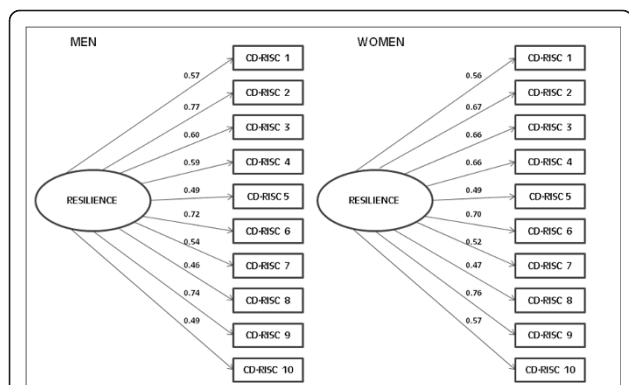 MEN
WOMEN
0.57
CD-RISC 1
0.77
CD-RISC 2
0.60
CD-RISC 3
0.59
CD-RISC 4
RESILIENCE
0.49
CD-RISC 5
0.72
CD-RISC 6
0.54
CD-RISC 7
0.46
CD-RISC 8
0.74
CD-RISC 9
0.49
CD-RISC 10
0.56
CD-RISC 1
0.67
CD-RISC 2
0.66
CD-RISC 3
0.66
CD-RISC 4
RESILIENCE
0.49
CD-RISC 5
0.70
CD-RISC 6
0.52
CD-RISC 7
0.47
CD-RISC 8
0.76
CD-RISC 9
0.57
CD-RISC 10